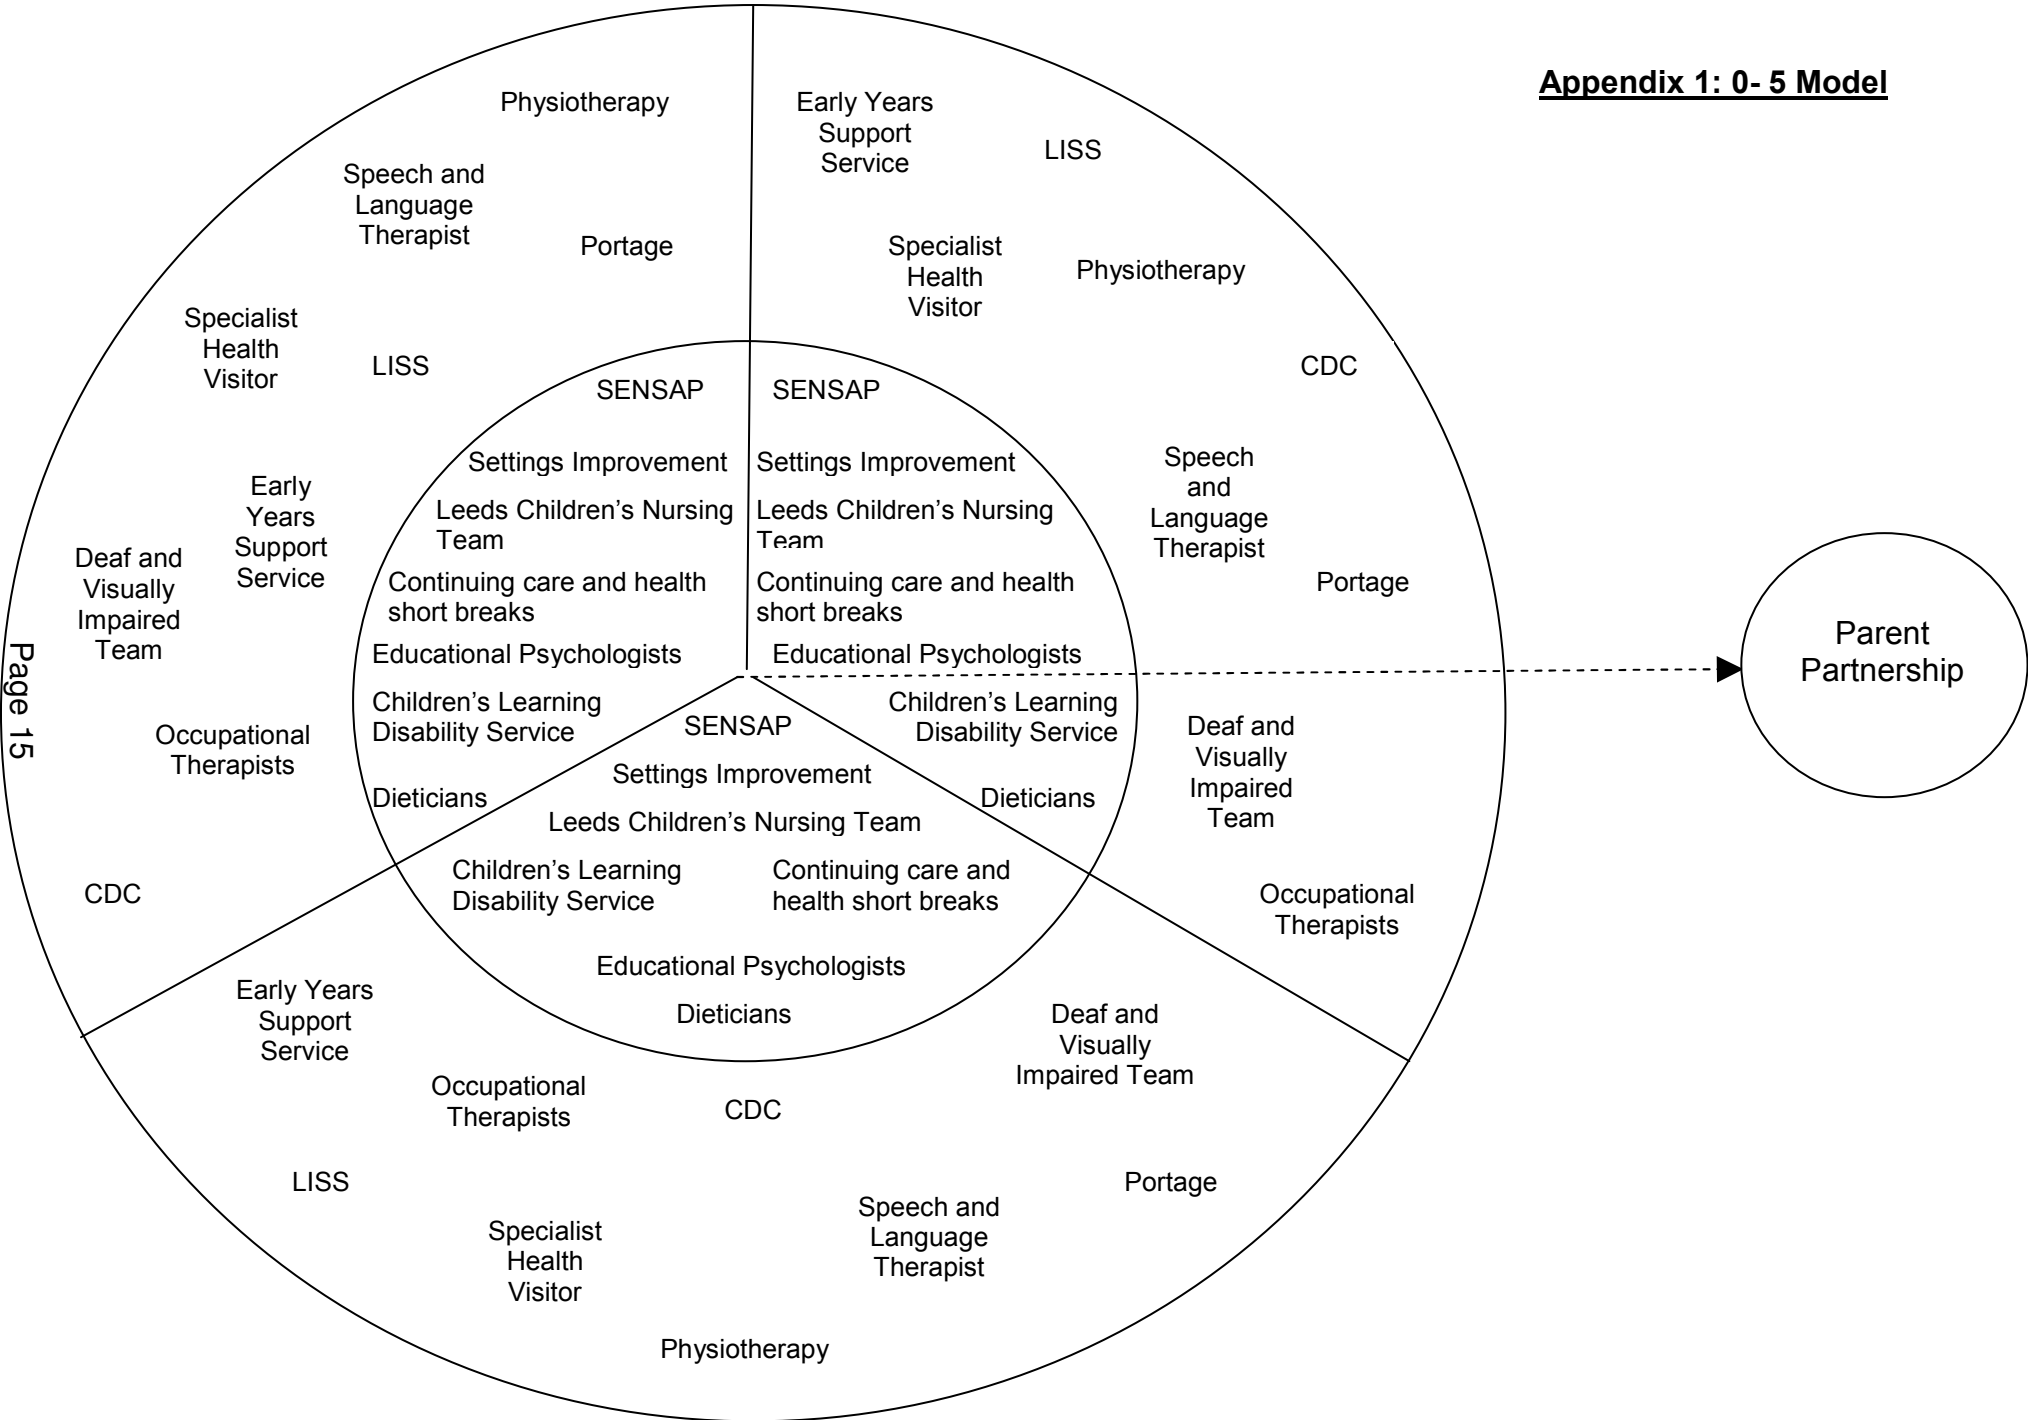 Appendix 1: 0- 5 Model
Physiotherapy
Speech and
Language
Therapist
Portage
Specialist
Health
Visitor
LISS
Early
Years
Support
Service
Deaf and
Visually
Impaired
Team
Occupational
Therapists
CDC
Page 15
Early Years
Support
Service
LISS
Specialist
Health
Visitor
Physiotherapy
CDC
Speech
and
Language
Therapist
Portage
Deaf and
Visually
Impaired
Team
Occupational
Therapists
SENSAP
Settings Improvement
Leeds Children’s Nursing
Team
Continuing care and health
short breaks
Educational Psychologists
Children’s Learning
Disability Service
Dieticians
SENSAP
Settings Improvement
Leeds Children’s Nursing
Team
Continuing care and health
short breaks
Educational Psychologists
Children’s Learning
Disability Service
Dieticians
SENSAP
Settings Improvement
Leeds Children’s Nursing Team
Children’s Learning
Disability Service
Continuing care and
health short breaks
Educational Psychologists
Dieticians
Early Years
Support
Service
Occupational
Therapists
CDC
Deaf and
Visually
Impaired Team
LISS
Specialist
Health
Visitor
Speech and
Language
Therapist
Portage
Physiotherapy
Parent
Partnership